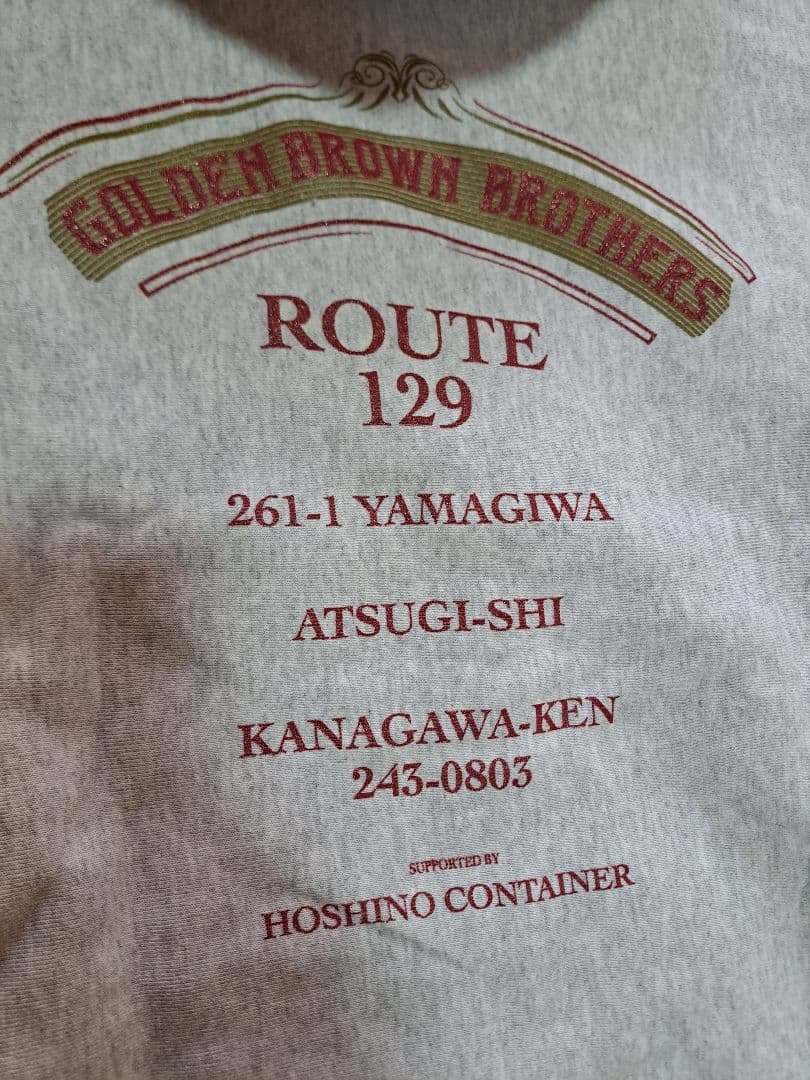 GOLDEN BROWN BROTHERS
ROUTE
129
261-1 YAMAGIWA
ATSUGI-SHI
KANAGAWA-KEN
243-0803
SUPPORTED BY
HOSHINO CONTAINER